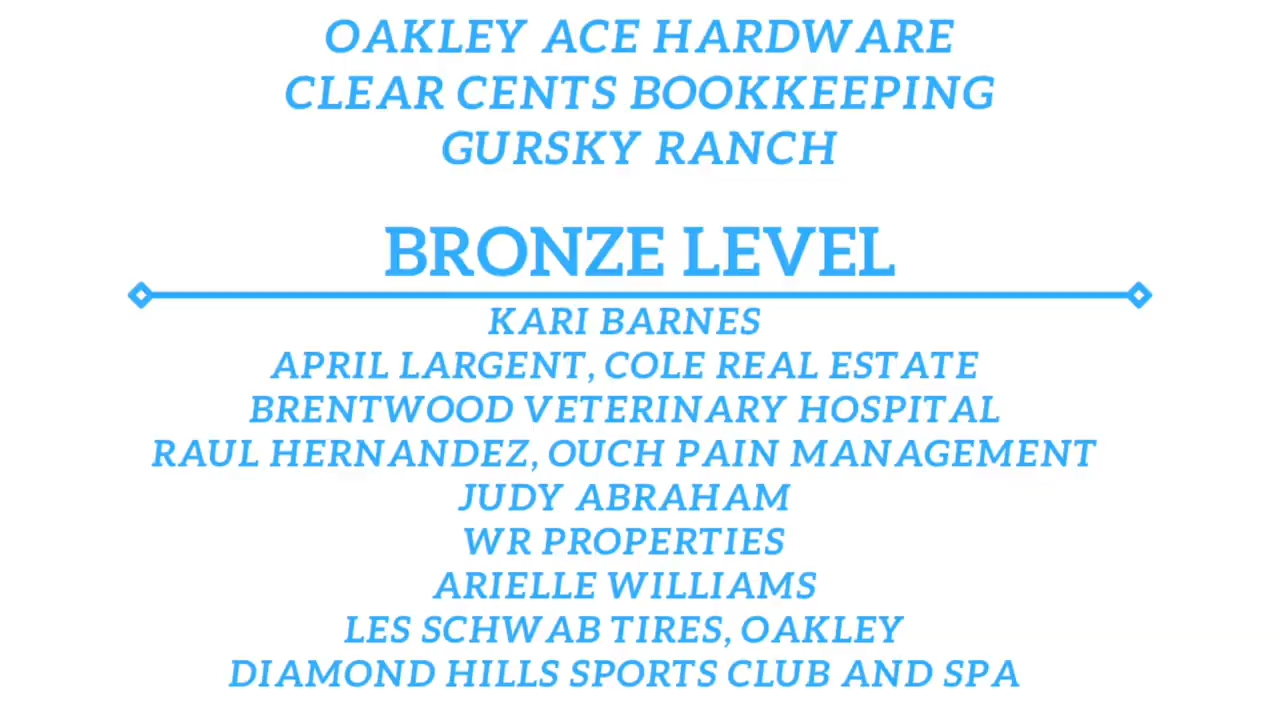 OAKLEY ACE HARDWARE
CLEAR CENTS BOOKKEEPING
GURSKY RANCH
BRONZE LEVEL
KARI BARNES
APRIL LARGENT, COLE REAL ESTATE
BRENTWOOD VETERINARY HOSPITAL
RAUL HERNANDEZ, OUCH PAIN MANAGEMENT
JUDY ABRAHAM
WR PROPERTIES
ARIELLE WILLIAMS
LES SCHWAB TIRES, OAKLEY
DIAMOND HILLS SPORTS CLUB AND SPA